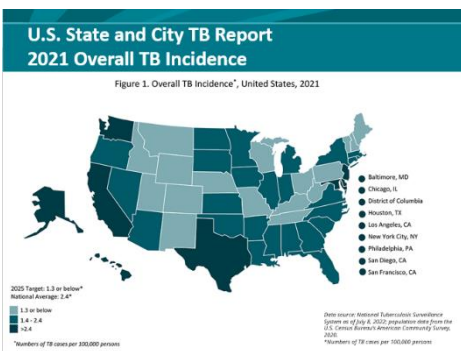 U.S. State and City TB Report
2021 Overall TB Incidence
Figure 1. Overall TB Incidence*, United States, 2021
Baltimore, MD
Chicago, IL
District of Columbia
Houston, TX
Los Angeles, CA
New York City, NY
Philadelphia, PA
San Diego, CA
San Francisco, CA
2025 Target: 1.3 or below*
National Average: 2.4*
1.3 or below
1.4 - 2.4
>2.4
*Numbers of TB cases per 100,000 persons
Data source: National Tuberculosis Surveillance
System as of July 8, 2022; population data from the
U.S. Census Bureau's American Community Survey,
2020.
*Numbers of TB cases per 100,000 persons